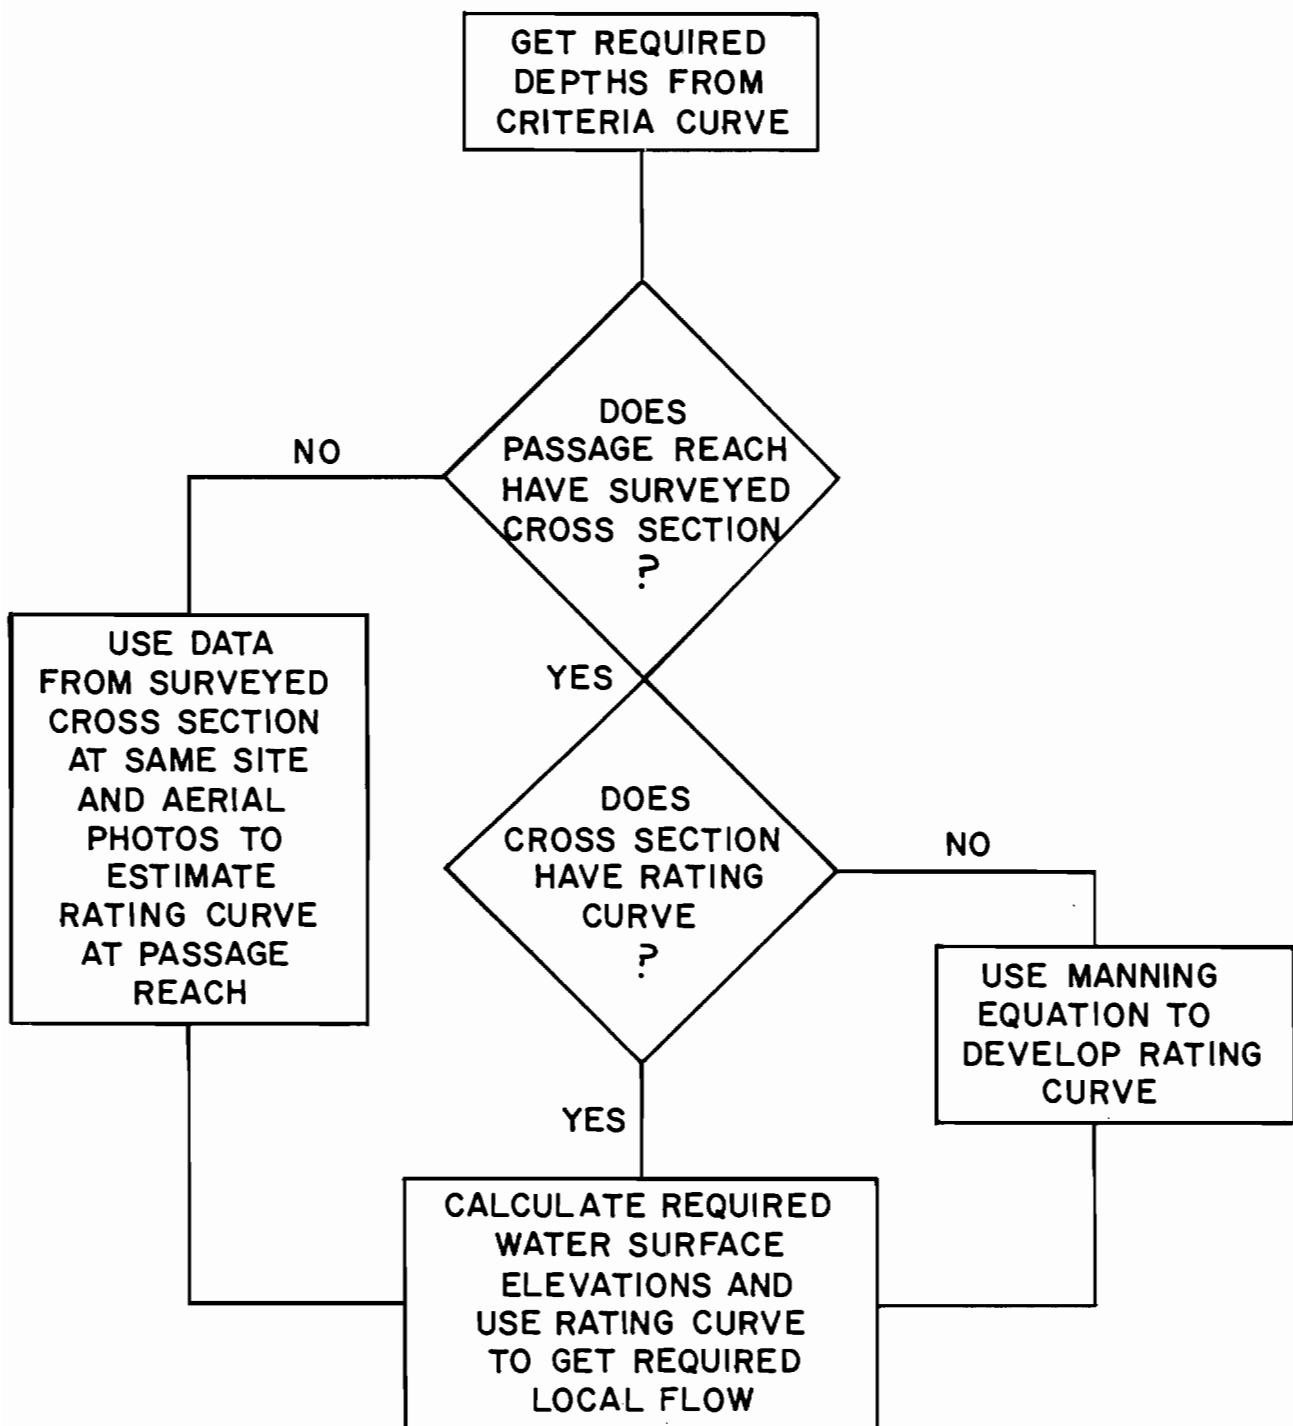 GET REQUIRED
DEPTHS FROM
CRITERIA CURVE
DOES
PASSAGE REACH
HAVE SURVEYED
CROSS SECTION
?
NO
YES
USE DATA
FROM SURVEYED
CROSS SECTION
AT SAME SITE
AND AERIAL
PHOTOS TO
ESTIMATE
RATING CURVE
AT PASSAGE
REACH
DOES
CROSS SECTION
HAVE RATING
CURVE
?
NO
YES
USE MANNING
EQUATION TO
DEVELOP RATING
CURVE
CALCULATE REQUIRED
WATER SURFACE
ELEVATIONS AND
USE RATING CURVE
TO GET REQUIRED
LOCAL FLOW